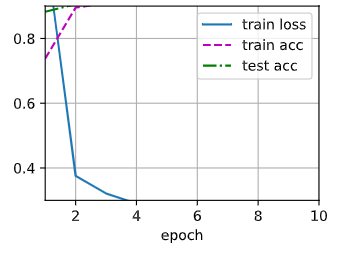 train loss
train acc
test acc
0.8
0.6
0.4
2 4 6 8 10
epoch